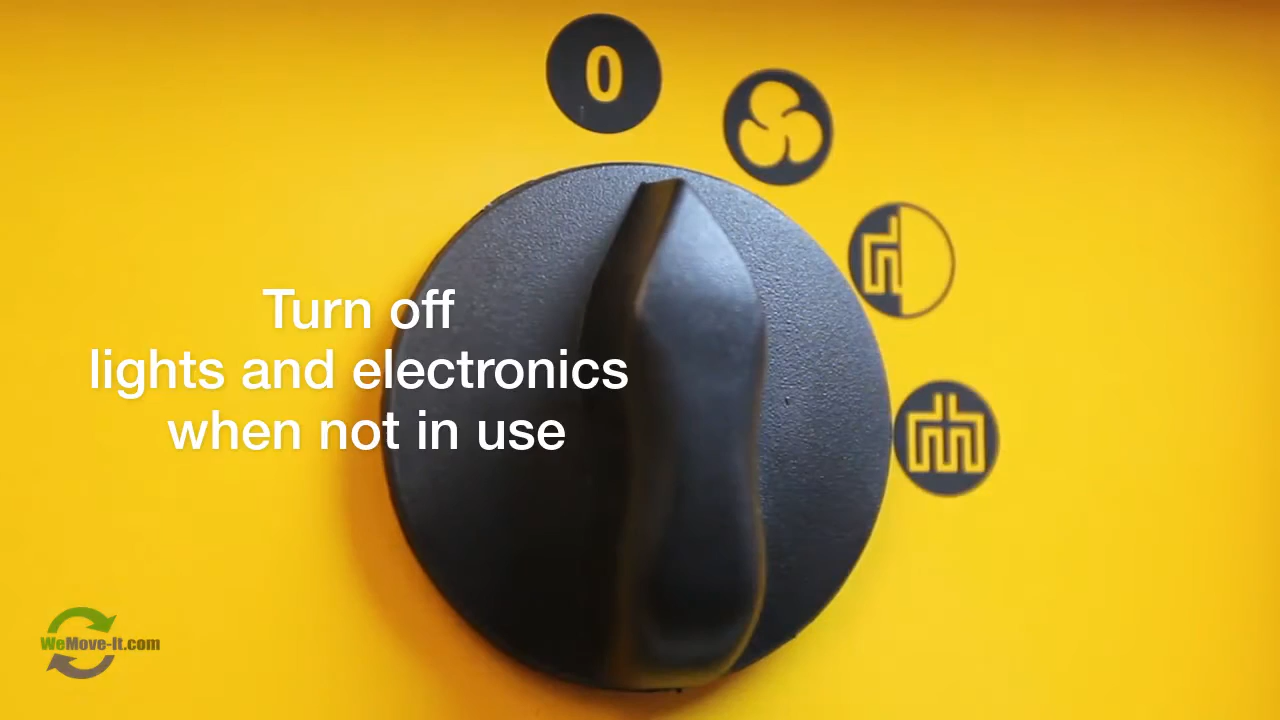 0
Turn off
lights and electronics
when not in use
WeMove-It.com